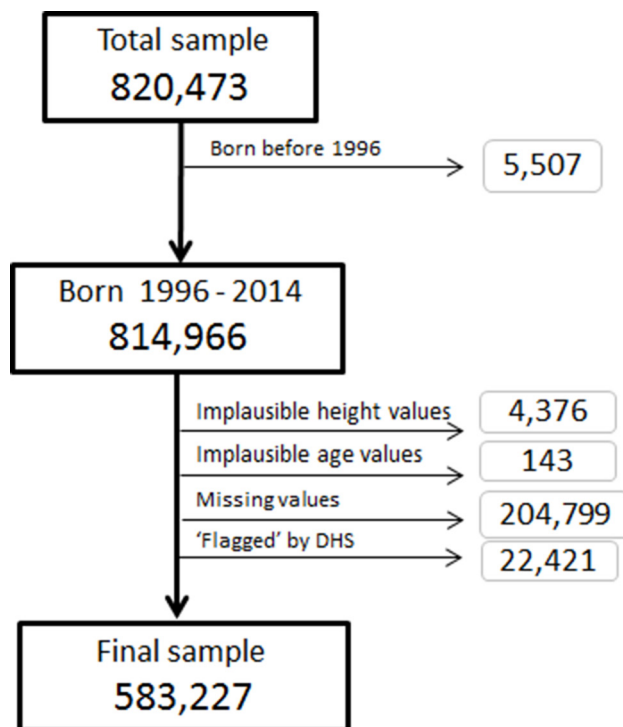 Total sample
820,473
Born before 1996
5,507
Born 1996 - 2014
814,966
Implausible height values
4,376
Implausible age values
143
Missing values
204,799
‘Flagged’ by DHS
22,421
Final sample
583,227